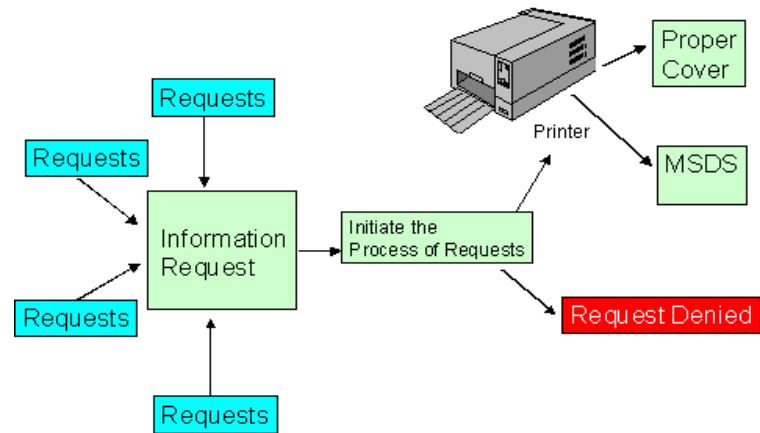 Requests
Requests
Requests
Requests
Information
Request
Initiate the
Process of Requests
Printer
Proper
Cover
MSDS
Request Denied